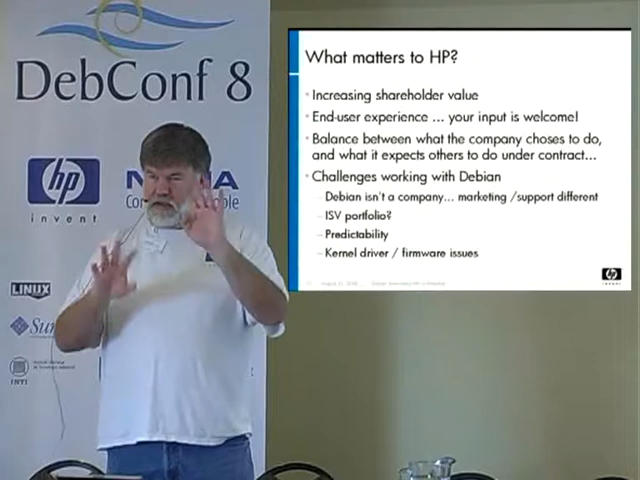 DebConf 8
hp
invent
LINUX
Sun
INTI
What matters to HP?
Increasing shareholder value
End-user experience ... your input is welcome!
Balance between what the company choses to do,
and what it expects others to do under contract...
Challenges working with Debian
Debian isn't a company... marketing /support different
ISV portfolio?
Predictability
Kernel driver / firmware issues
hp